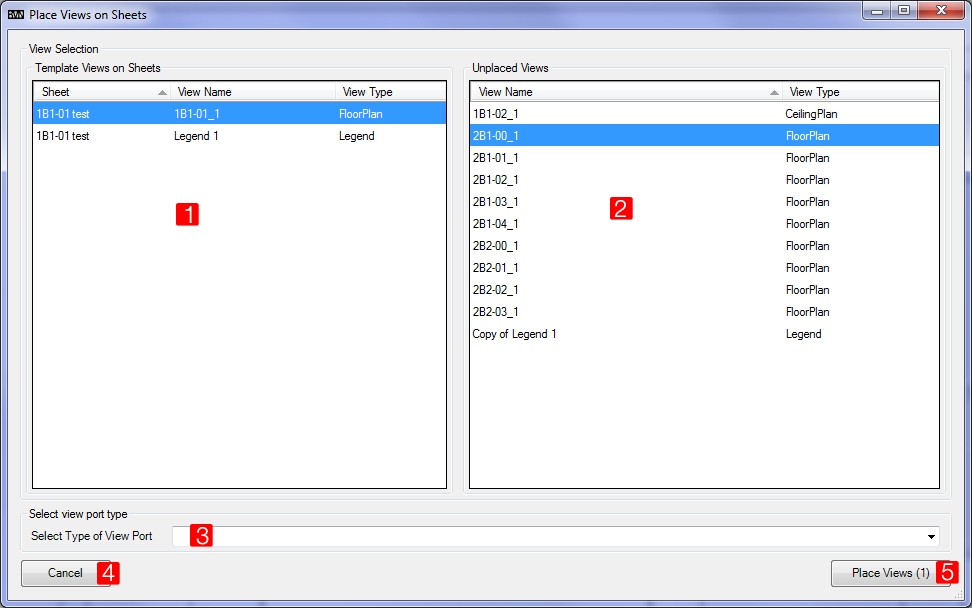 Place Views on Sheets
View Selection
Template Views on Sheets
Sheet View Name View Type
1B1-01 test 1B1-01_1 FloorPlan
1B1-01 test Legend 1 Legend
1
Unplaced Views
View Name View Type
1B1-02_1 CeilingPlan
2B1-00_1 FloorPlan
2B1-01_1 FloorPlan
2B1-02_1 FloorPlan
2B1-03_1 FloorPlan
2
2B1-04_1 FloorPlan
2B2-00_1 FloorPlan
2B2-01_1 FloorPlan
2B2-02_1 FloorPlan
2B2-03_1 FloorPlan
Copy of Legend 1 Legend
Select view port type
Select Type of View Port 3
Cancel 4
Place Views (1) 5